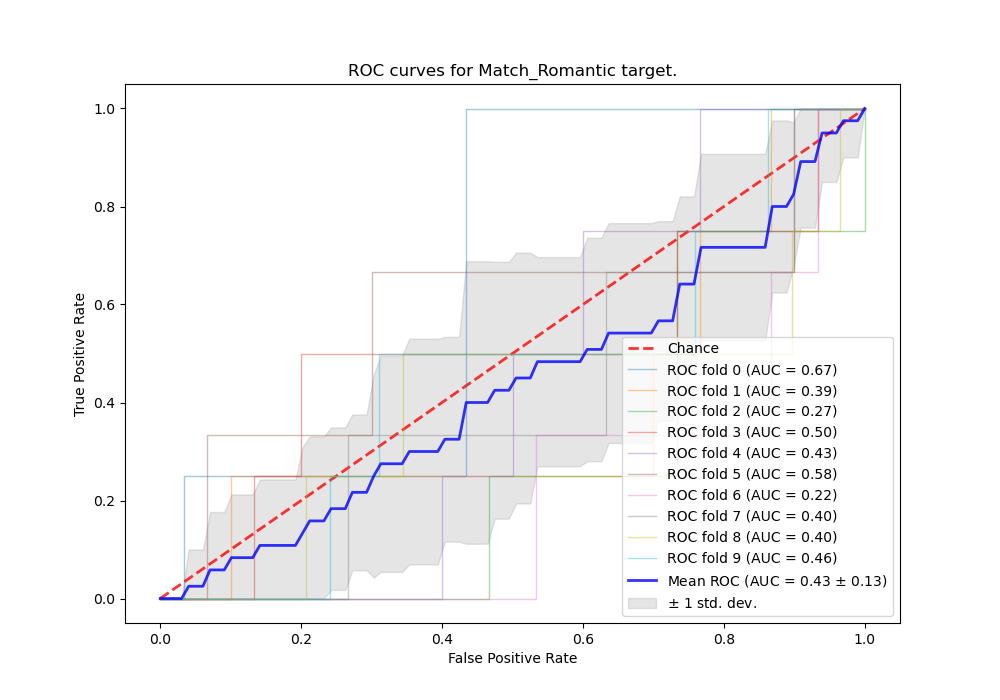 ROC curves for Match_Romantic target.
True Positive Rate
1.0
0.8
0.6
0.4
0.2
0.0
Chance
ROC fold 0 (AUC = 0.67)
ROC fold 1 (AUC = 0.39)
ROC fold 2 (AUC = 0.27)
ROC fold 3 (AUC = 0.50)
ROC fold 4 (AUC = 0.43)
ROC fold 5 (AUC = 0.58)
ROC fold 6 (AUC = 0.22)
ROC fold 7 (AUC = 0.40)
ROC fold 8 (AUC = 0.40)
ROC fold 9 (AUC = 0.46)
Mean ROC (AUC = 0.43 ± 0.13)
± 1 std. dev.
0.0 0.2 0.4 0.6 0.8 1.0
False Positive Rate